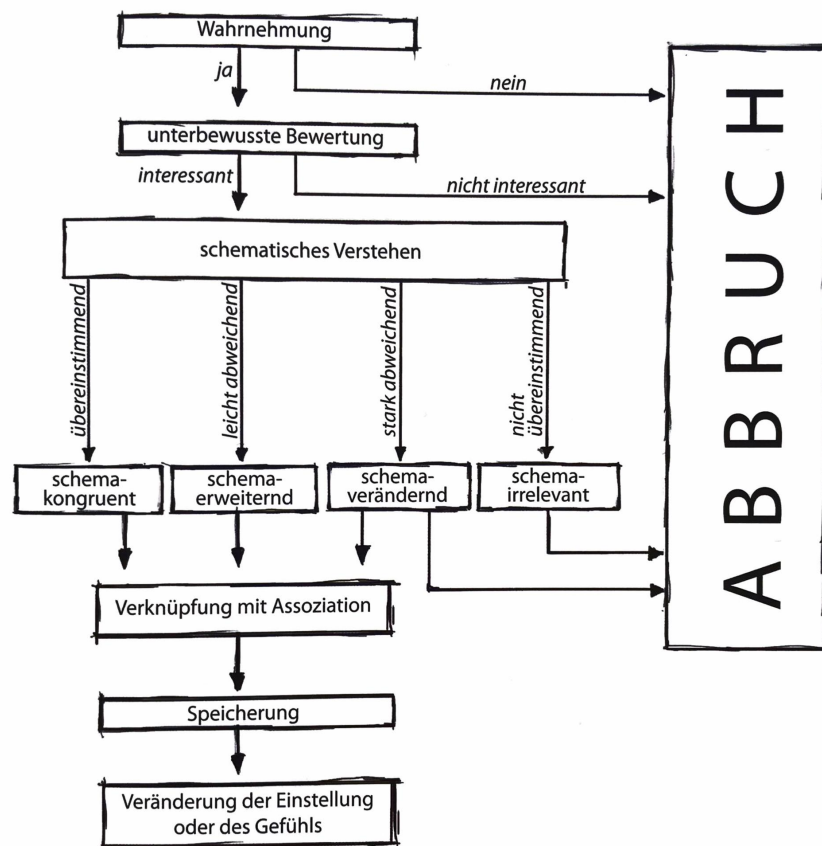 Wahrnehmung
ja
nein
unterbewusste Bewertung
interessant
nicht interessant
schematisches Verstehen
übereinstimmend
leicht abweichend
stark abweichend
nicht
übereinstimmend
schema-
kongruent
schema-
erweiternd
schema-
verändernd
schema-
irrelevant
Verknüpfung mit Assoziation
Speicherung
Veränderung der Einstellung
oder des Gefühls
ABBRUCH